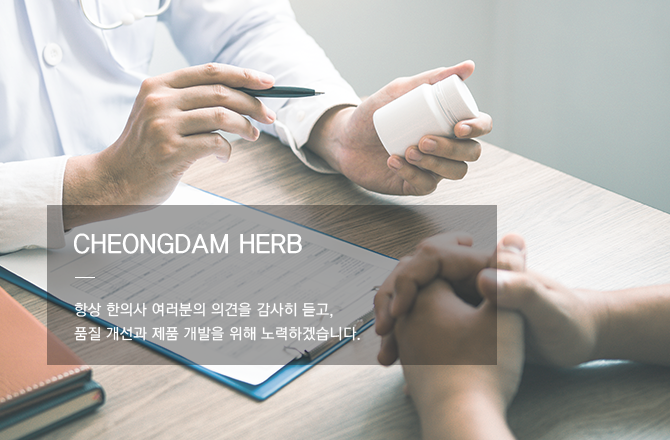 CHEONGDAM HERB
항상 한의사 여러분의 의견을 감사히 듣고,
품질 개선과 제품 개발을 위해 노력하겠습니다.